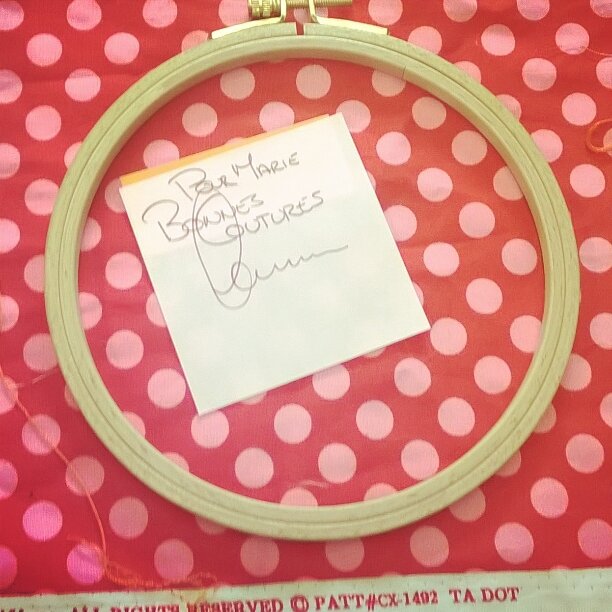 POUR MARIE
BONNES COUTURES
ALL RIGHTS RESERVED © PATT#CX-1492 TA DOT